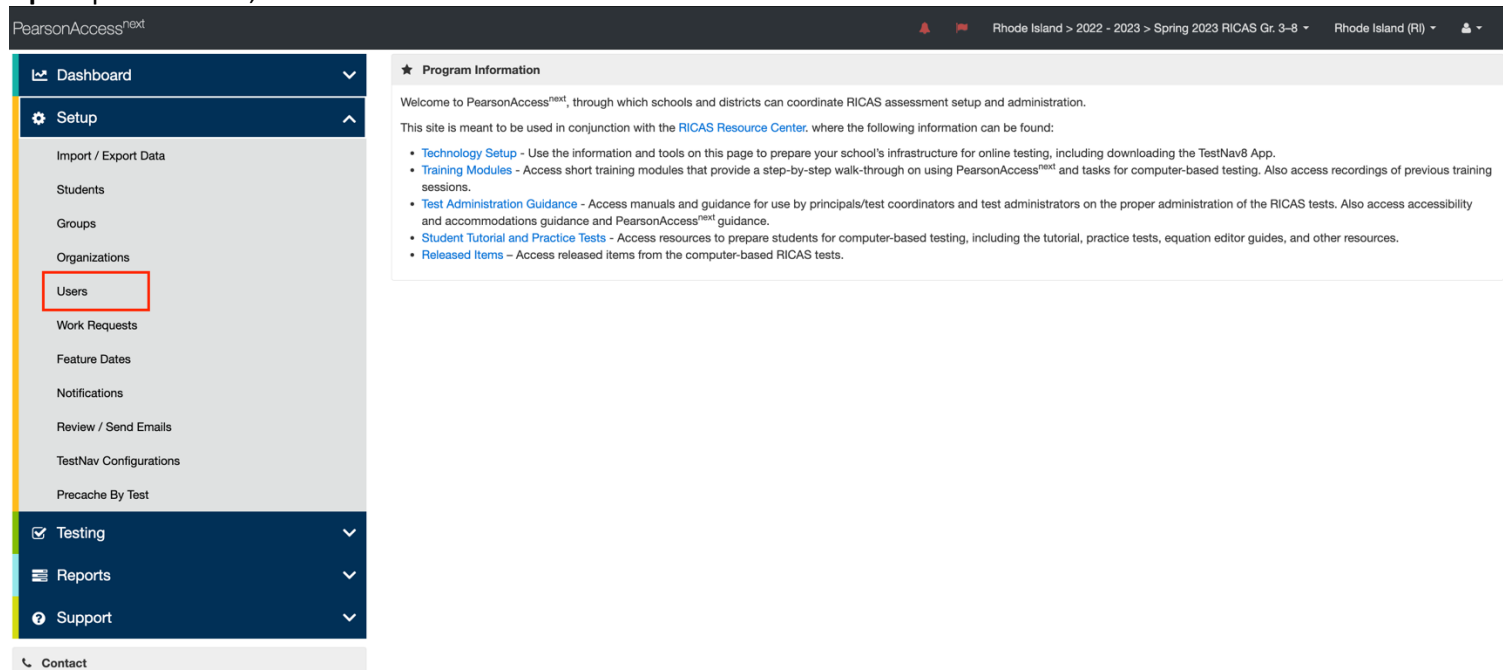 PearsonAccessnext
Rhode Island > 2022 - 2023 > Spring 2023 RICAS Gr. 3–8
Rhode Island (RI)
Dashboard
Setup
Import / Export Data
Students
Groups
Organizations
Users
Work Requests
Feature Dates
Notifications
Review / Send Emails
TestNav Configurations
Precache By Test
Testing
Reports
Support
Contact
Program Information
Welcome to PearsonAccessnext, through which schools and districts can coordinate RICAS assessment setup and administration.
This site is meant to be used in conjunction with the RICAS Resource Center. where the following information can be found:
• Technology Setup - Use the information and tools on this page to prepare your school's infrastructure for online testing, including downloading the TestNav8 App.
• Training Modules - Access short training modules that provide a step-by-step walk-through on using PearsonAccessnext and tasks for computer-based testing. Also access recordings of previous training
sessions.
• Test Administration Guidance - Access manuals and guidance for use by principals/test coordinators and test administrators on the proper administration of the RICAS tests. Also access accessibility
and accommodations guidance and PearsonAccessnext guidance.
• Student Tutorial and Practice Tests - Access resources to prepare students for computer-based testing, including the tutorial, practice tests, equation editor guides, and other resources.
• Released Items – Access released items from the computer-based RICAS tests.